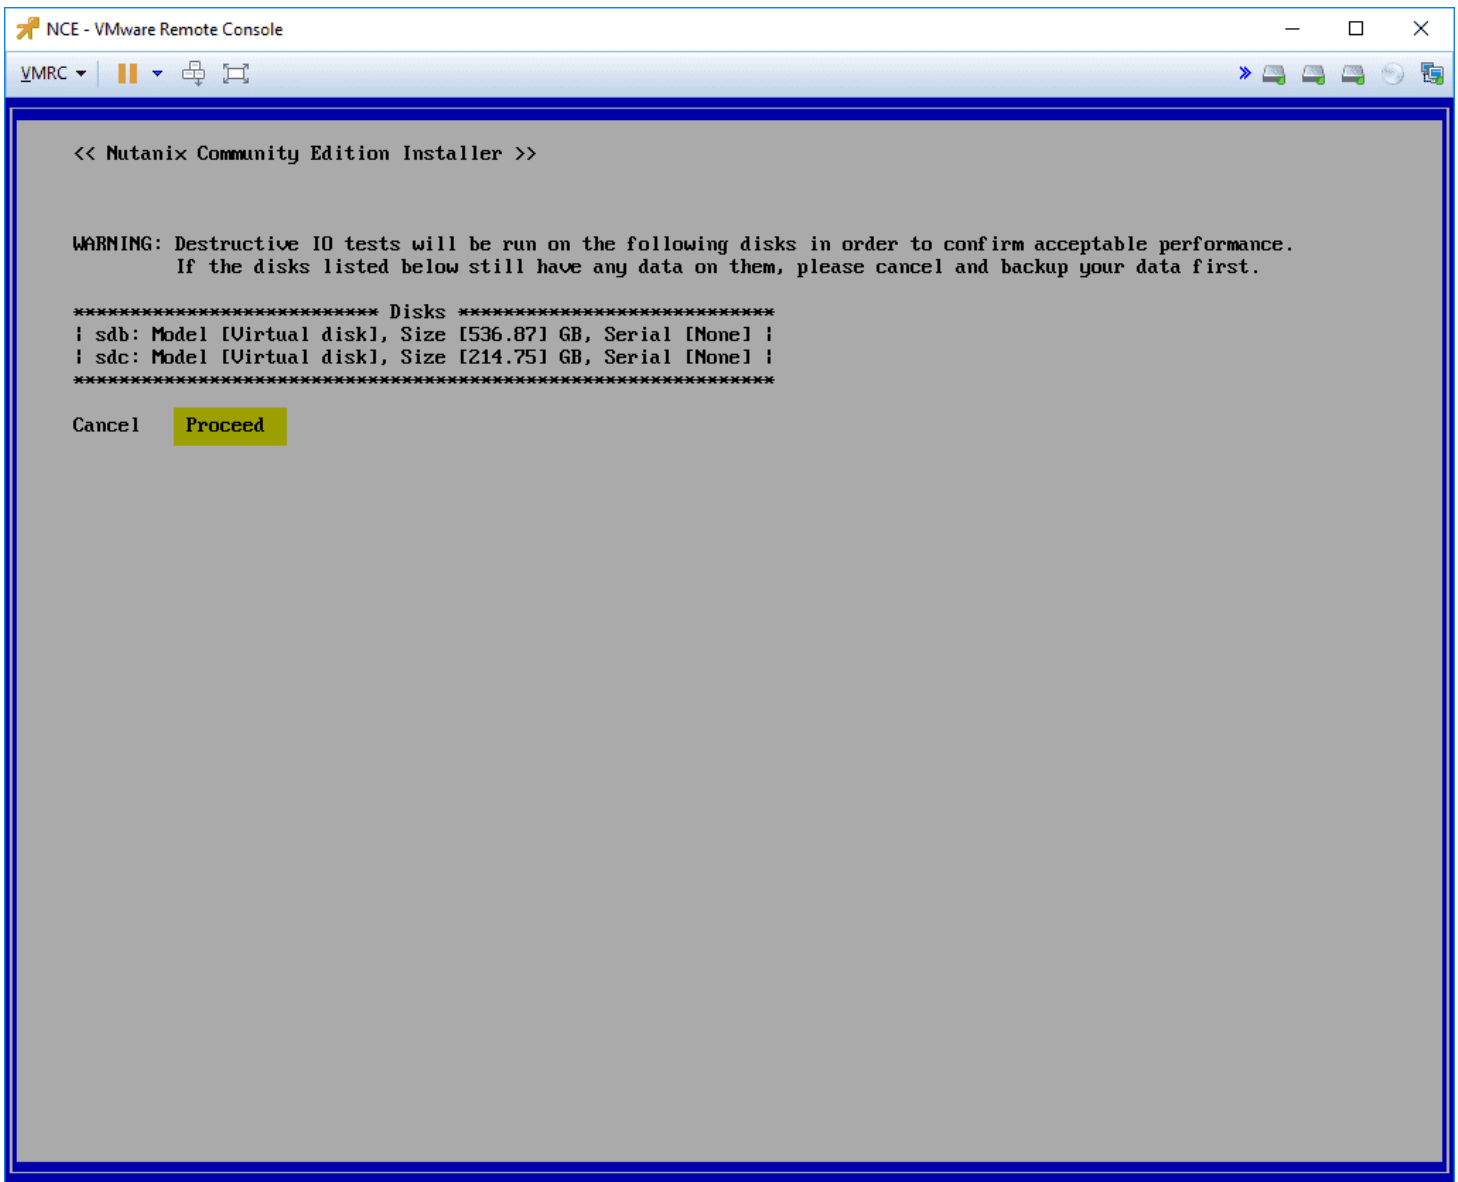 NCE - VMware Remote Console
VMRC
<< Nutanix Community Edition Installer >>
WARNING: Destructive IO tests will be run on the following disks in order to confirm acceptable performance.
If the disks listed below still have any data on them, please cancel and backup your data first.
*************************** Disks ****************************
| sdb: Model [Virtual disk], Size [536.87] GB, Serial [None] |
| sdc: Model [Virtual disk], Size [214.75] GB, Serial [None] |
**************************************************************
Cancel Proceed